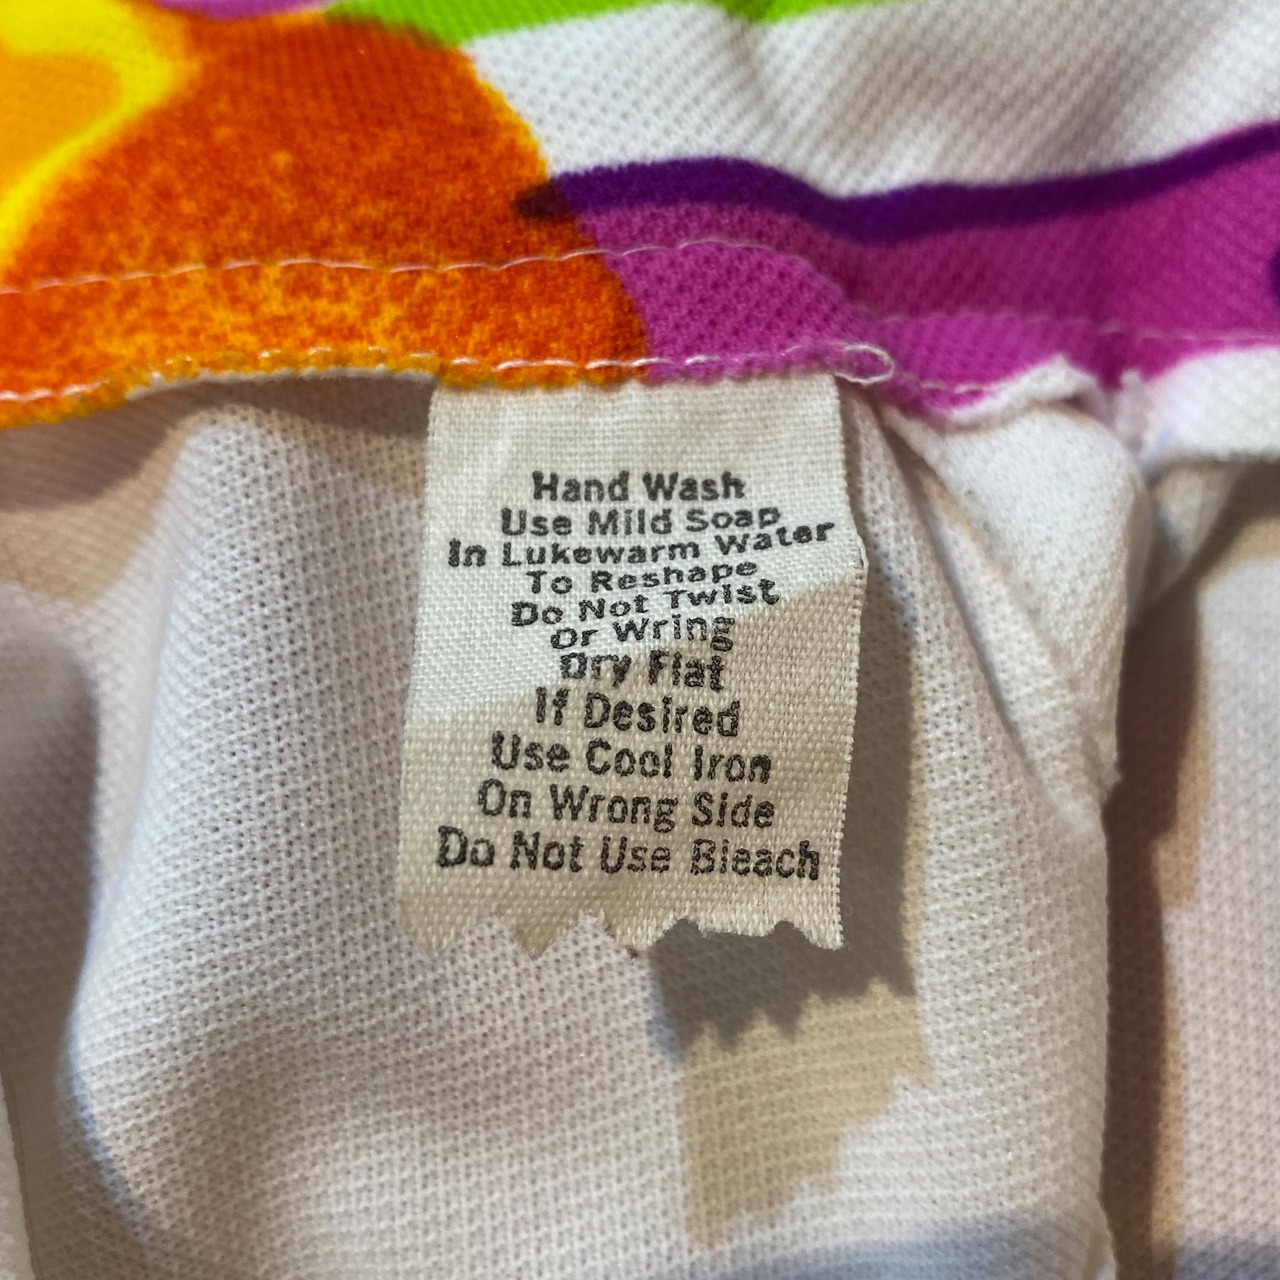 Hand Wash
Use Mild Soap
In Lukewarm Water
To Reshape
Do Not Twist
Or Wring
Dry Flat
If Desired
Use Cool Iron
On Wrong Side
Do Not Use Bleach